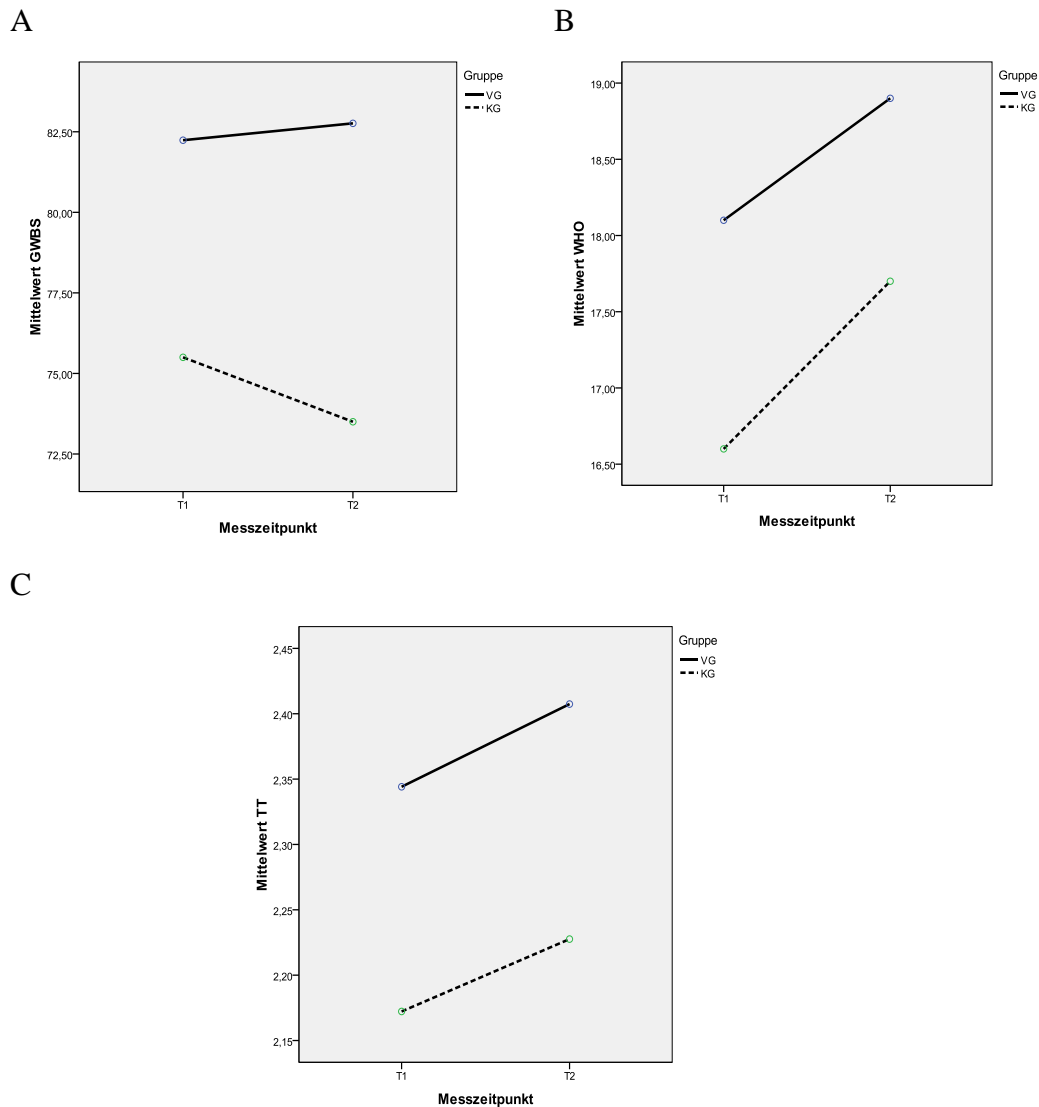 A
Gruppe
VG
KG
82,50
80,00
77,50
75,00
72,50
Mittelwert GWBS
T1
T2
Messzeitpunkt
B
Gruppe
VG
KG
19,00
18,50
18,00
17,50
17,00
16,50
Mittelwert WHO
T1
T2
Messzeitpunkt
C
Gruppe
VG
KG
2,45
2,40
2,35
2,30
2,25
2,20
2,15
Mittelwert TT
T1
T2
Messzeitpunkt